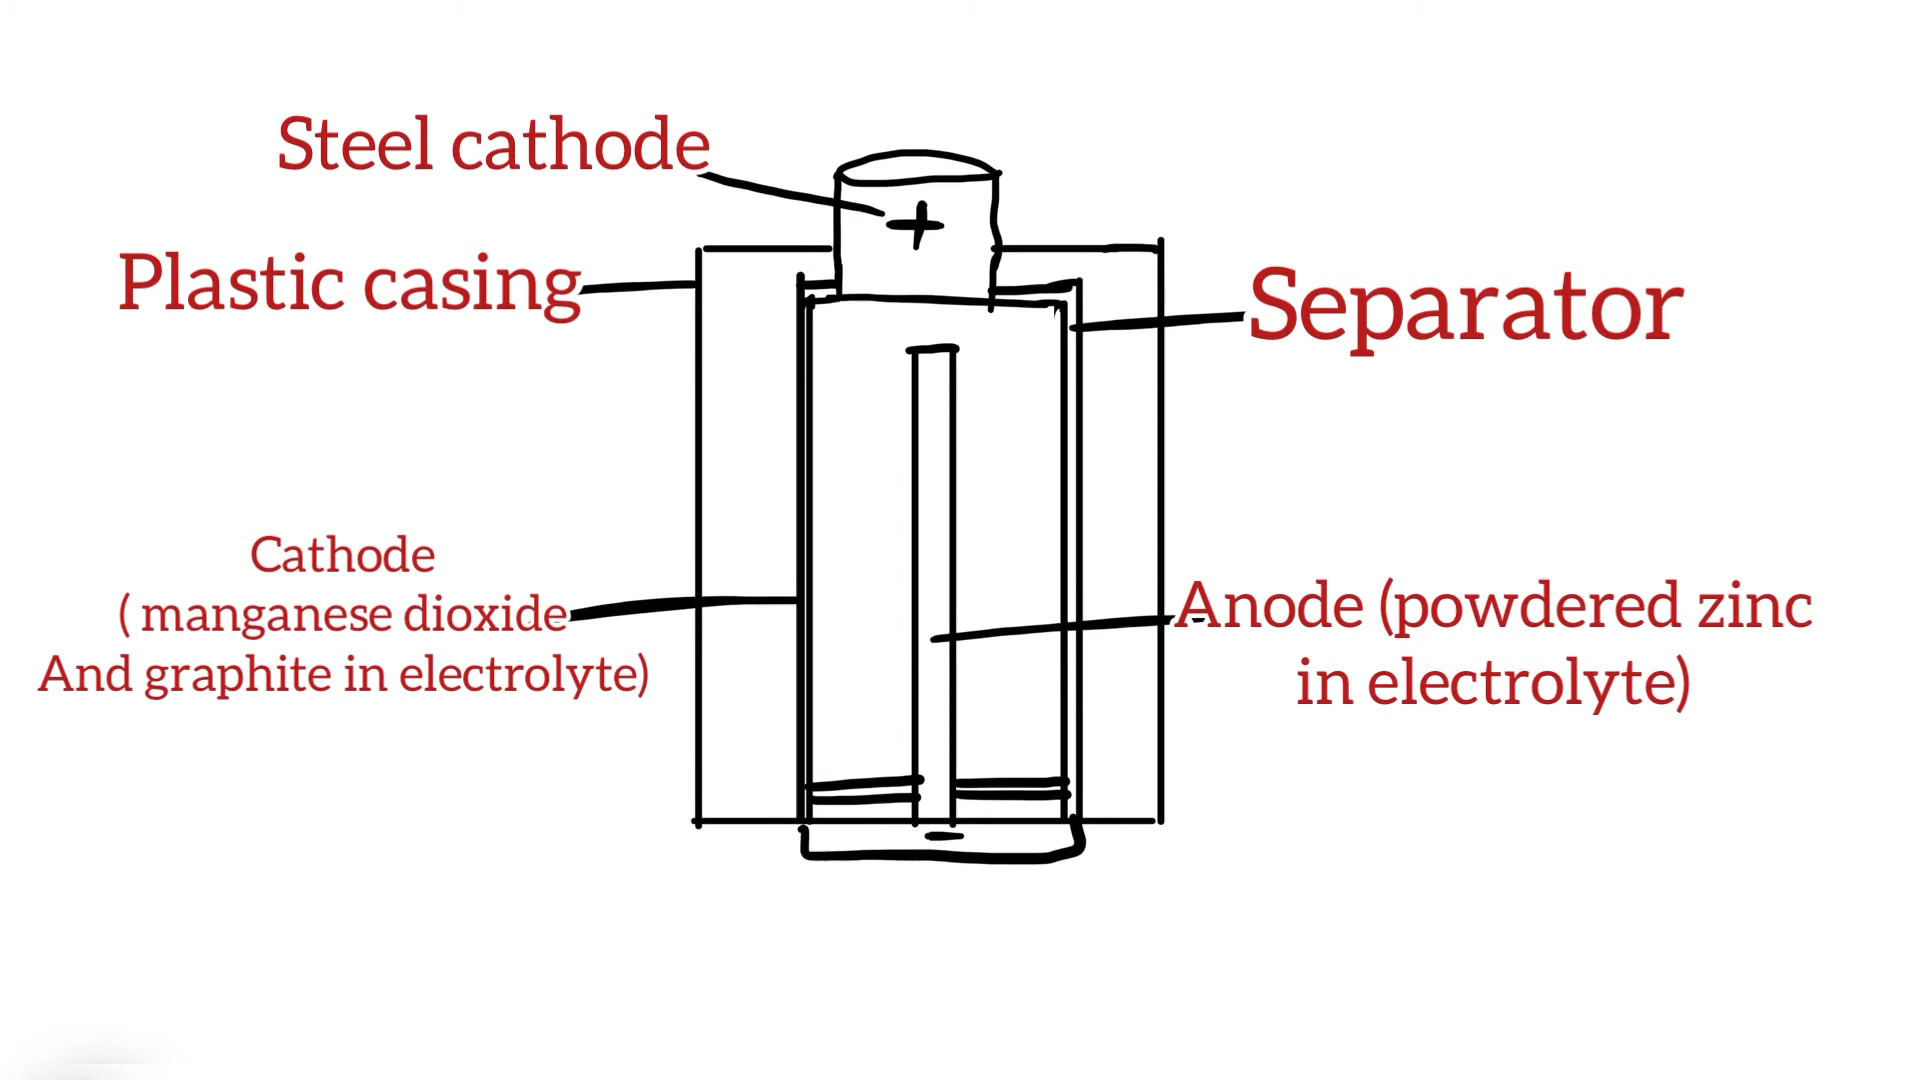 Steel cathode
+
Plastic casing
Separator
Cathode
( manganese dioxide
And graphite in electrolyte)
Anode (powdered zinc
in electrolyte)
-